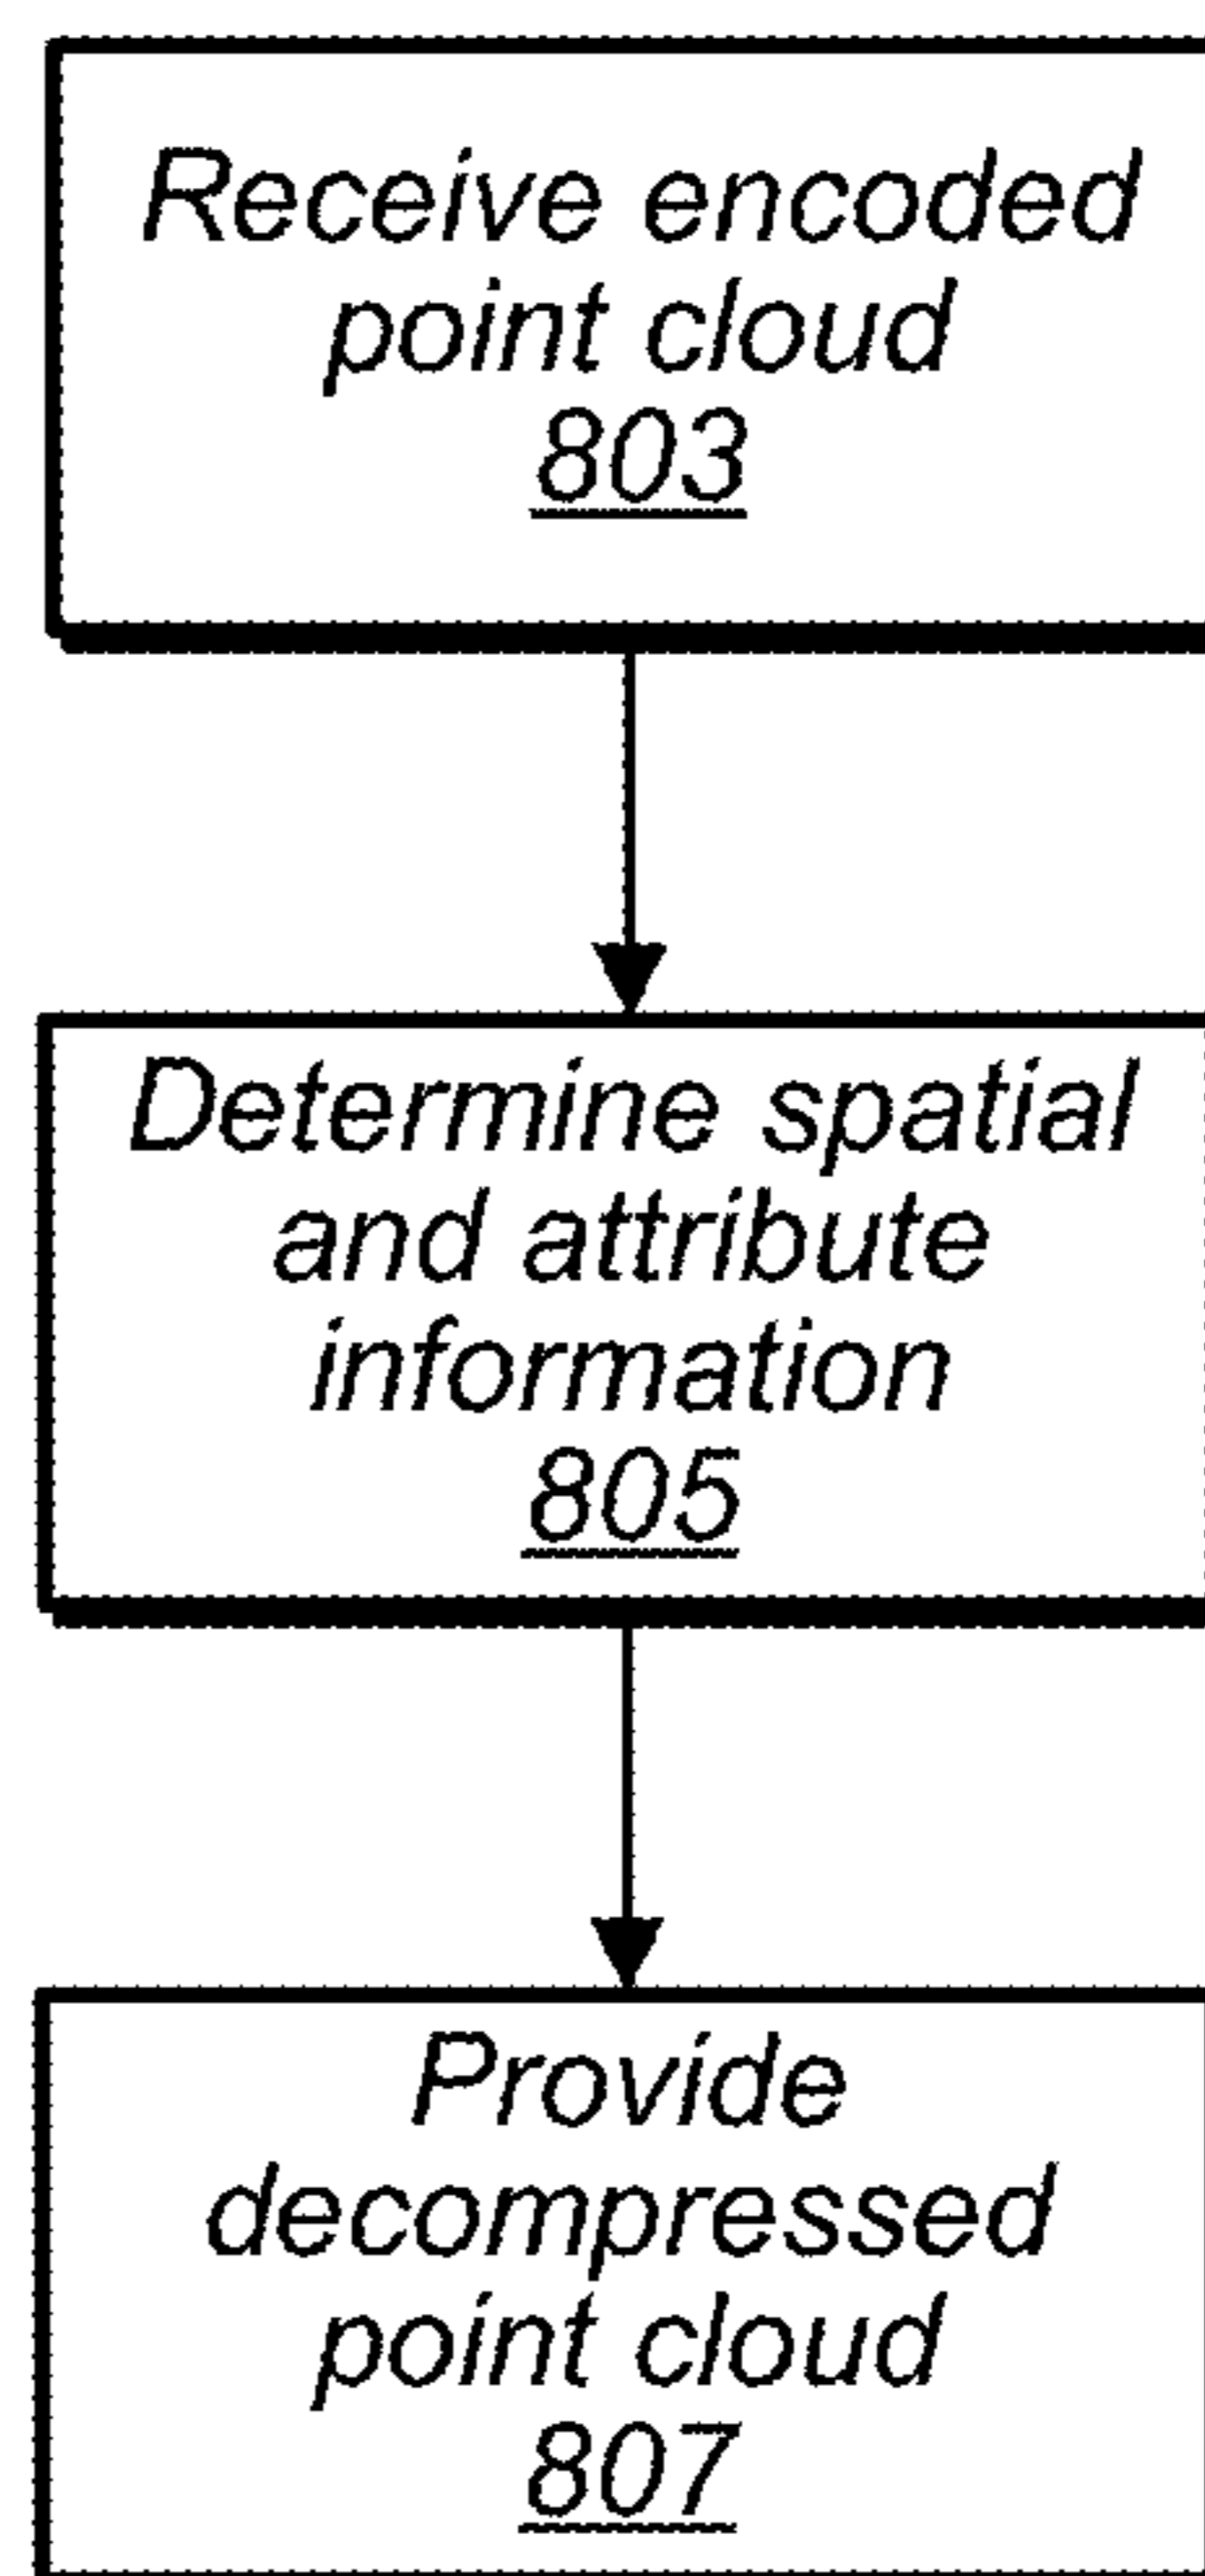 Receive encoded
point cloud
803
Determine spatial
and attribute
information
805
Provide
decompressed
point cloud
807